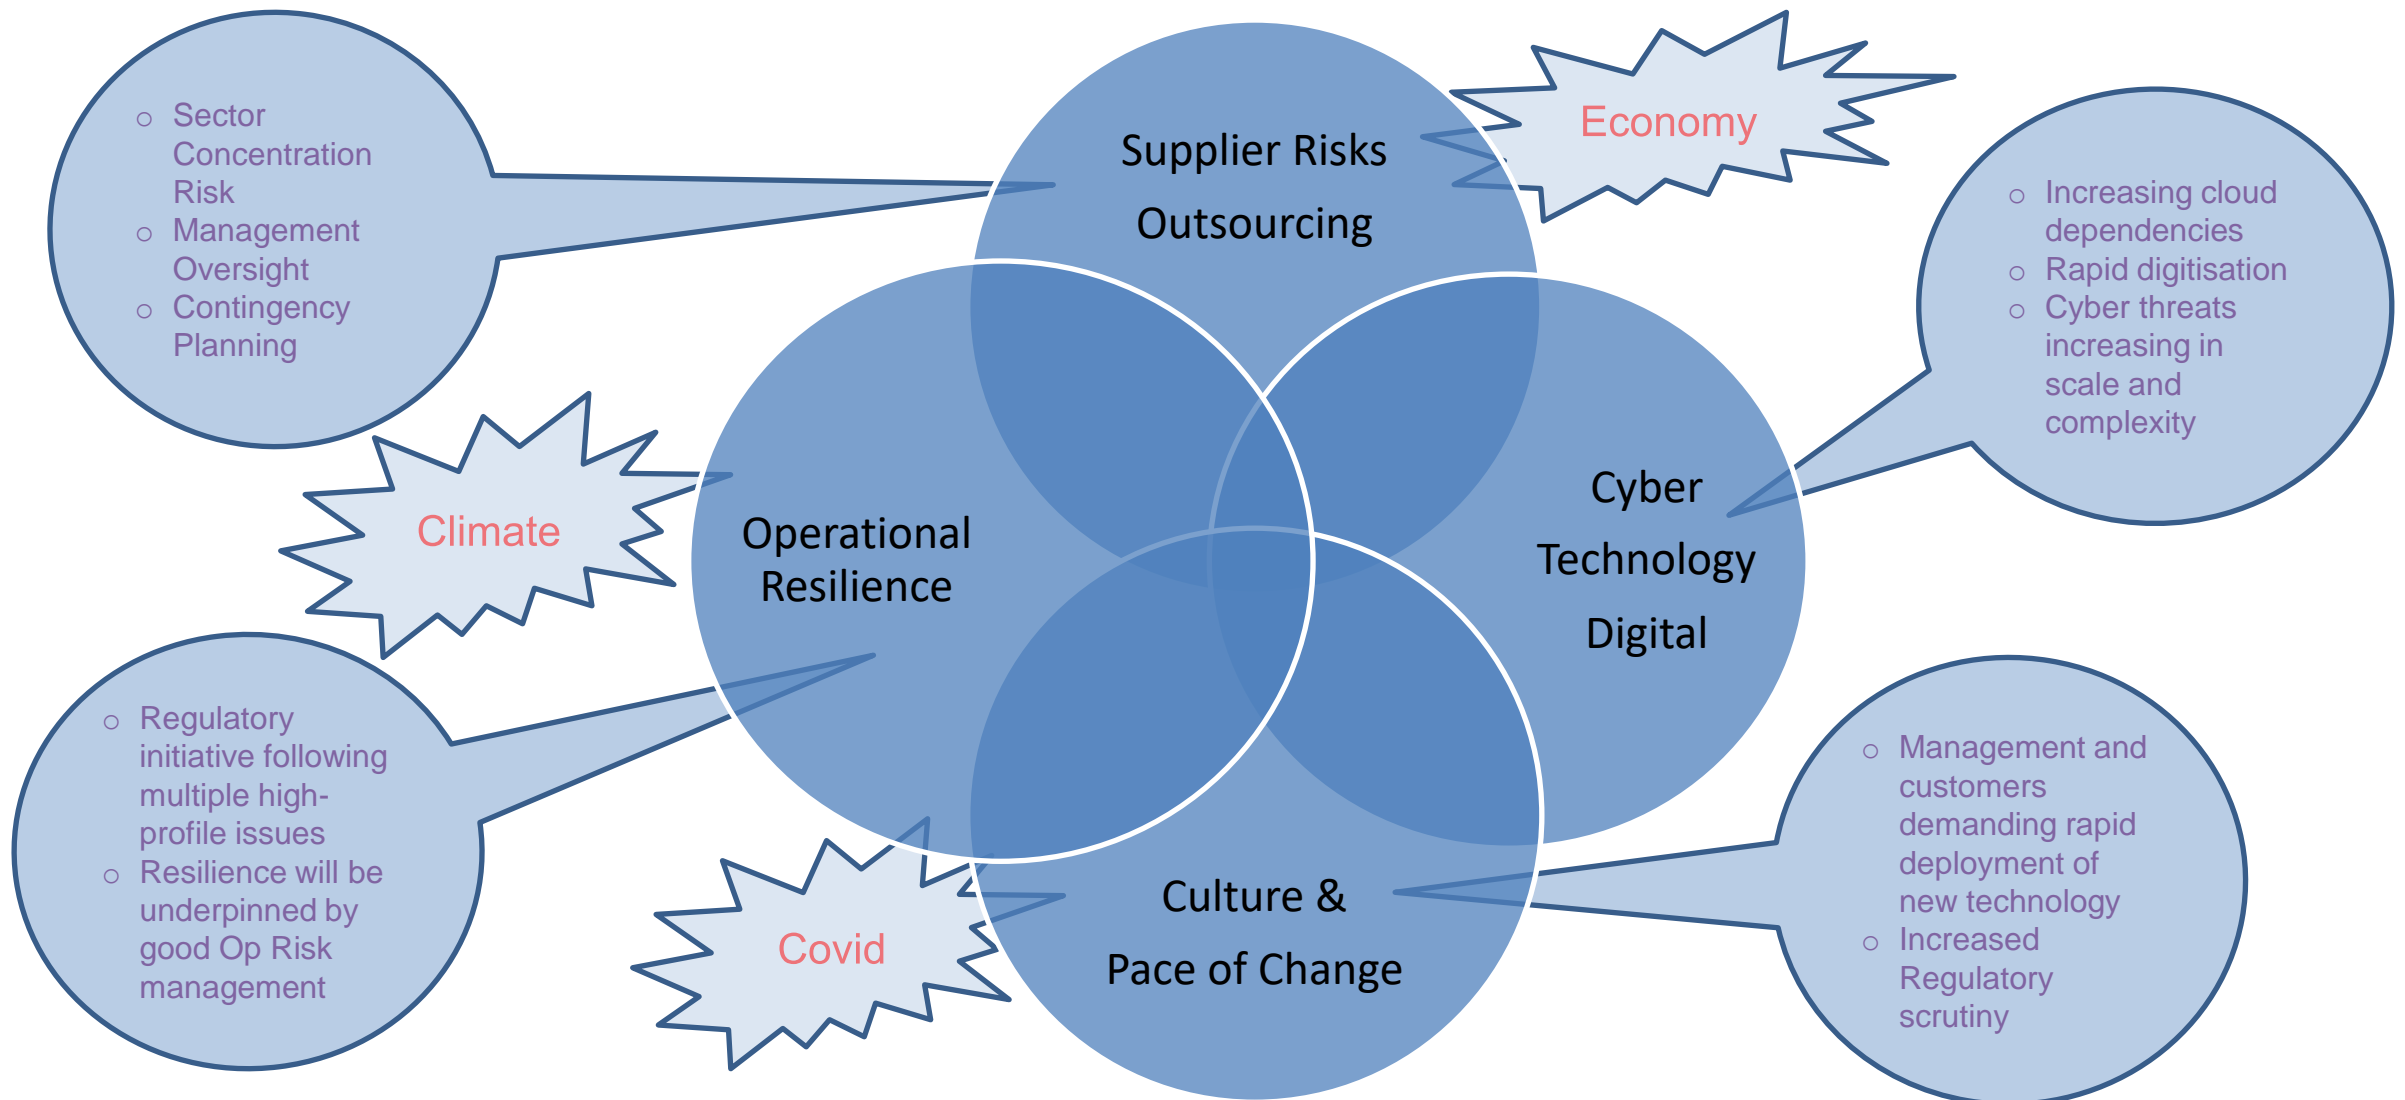 ○ Sector
Concentration
Risk
○ Management
Oversight
○ Contingency
Planning
Supplier Risks
Outsourcing
Economy
○ Increasing cloud
dependencies
○ Rapid digitisation
○ Cyber threats
increasing in
scale and
complexity
Climate
Operational
Resilience
Cyber
Technology
Digital
○ Regulatory
initiative following
multiple high-
profile issues
○ Resilience will be
underpinned by
good Op Risk
management
Covid
Culture &
Pace of Change
○ Management and
customers
demanding rapid
deployment of
new technology
○ Increased
Regulatory
scrutiny